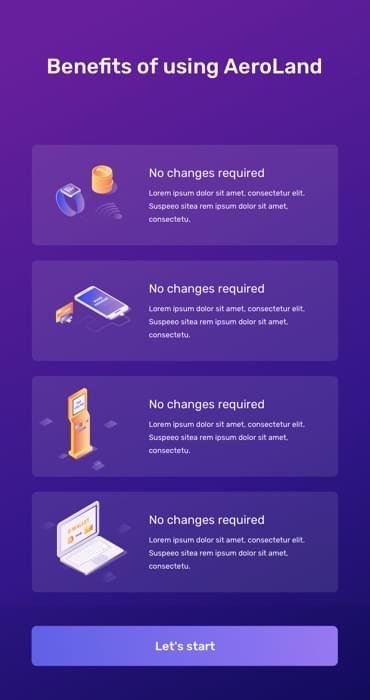 Benefits of using AeroLand
No changes required
Lorem ipsum dolor sit amet, consectetur elit.
Suspeeo sitea rem ipsum dolor sit amet,
consectetu.
No changes required
Lorem ipsum dolor sit amet, consectetur elit.
Suspeeo sitea rem ipsum dolor sit amet,
consectetu.
No changes required
Lorem ipsum dolor sit amet, consectetur elit.
Suspeeo sitea rem ipsum dolor sit amet,
consectetu.
E-WALLET
No changes required
Lorem ipsum dolor sit amet, consectetur elit.
Suspeeo sitea rem ipsum dolor sit amet,
consectetu.
Let's start